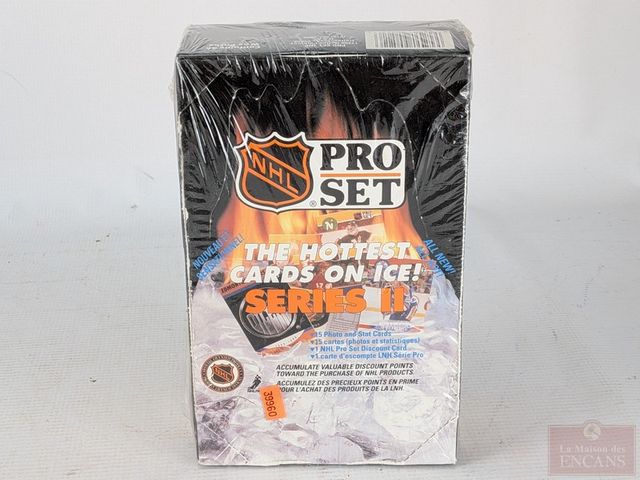 NHL
PRO
SET
®
NOUVEAU!
ALL NEW!
THE HOTTEST
CARDS ON ICE!
SERIES II
15 Photo and Stat Cards
15 cartes (photos et statistiques)
1 NHL Pro Set Discount Card
1 carte d'escompte LNH Série Pro
ACCUMULATE VALUABLE DISCOUNT POINTS
TOWARD THE PURCHASE OF NHL PRODUCTS.
ACCUMULEZ DES PRECIEUX POINTS EN PRIME
POUR L'ACHAT DES PRODUITS DE LA LNH.
NHL
39960
La Maison des
ENCANS